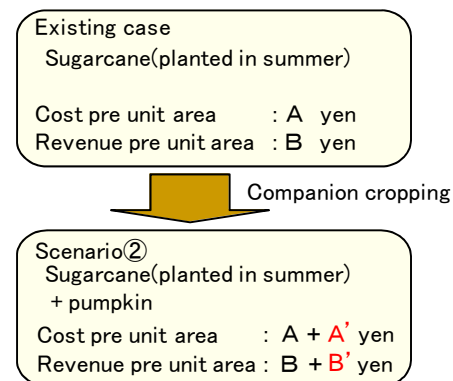 Existing case
Sugarcane(planted in summer)
Cost pre unit area : A yen
Revenue pre unit area : B yen
Companion cropping
Scenario②
Sugarcane(planted in summer)
+ pumpkin
Cost pre unit area : A + A' yen
Revenue pre unit area : B + B' yen